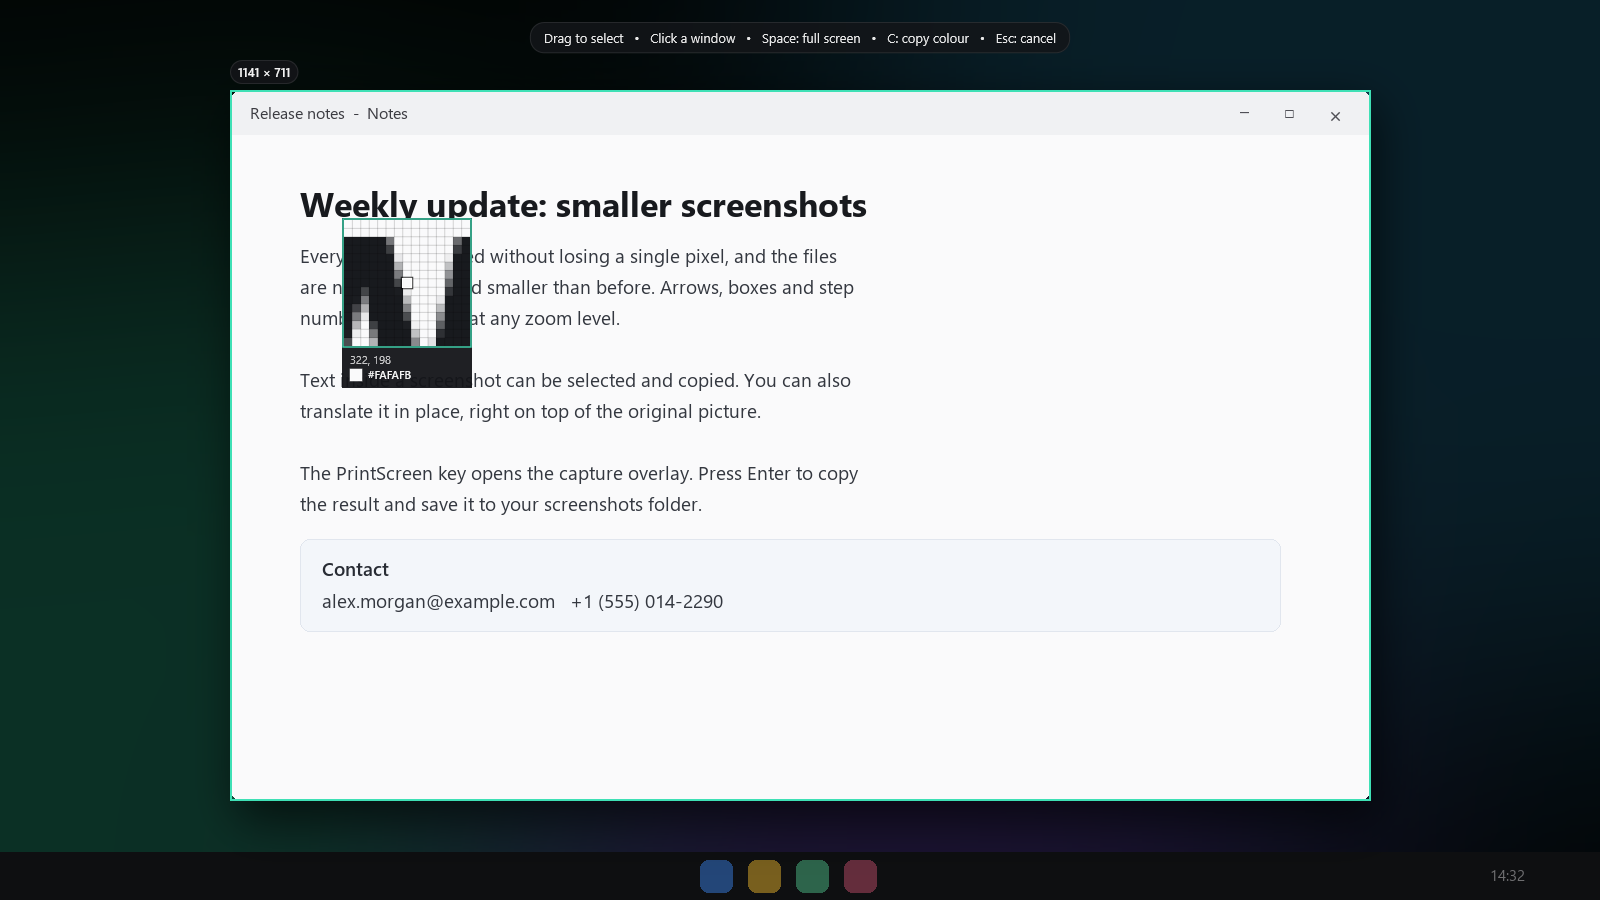 Drag to select • Click a window • Space: full screen • C: copy colour • Esc: cancel
1141 × 711
Release notes - Notes
Weekly update: smaller screenshots
Every without losing a single pixel, and the files
are smaller than before. Arrows, boxes and step
at any zoom level.
322, 198
#FAFAFB
Text can be selected and copied. You can also
translate it in place, right on top of the original picture.
The PrintScreen key opens the capture overlay. Press Enter to copy
the result and save it to your screenshots folder.
Contact
alex.morgan@example.com +1 (555) 014-2290
14:32